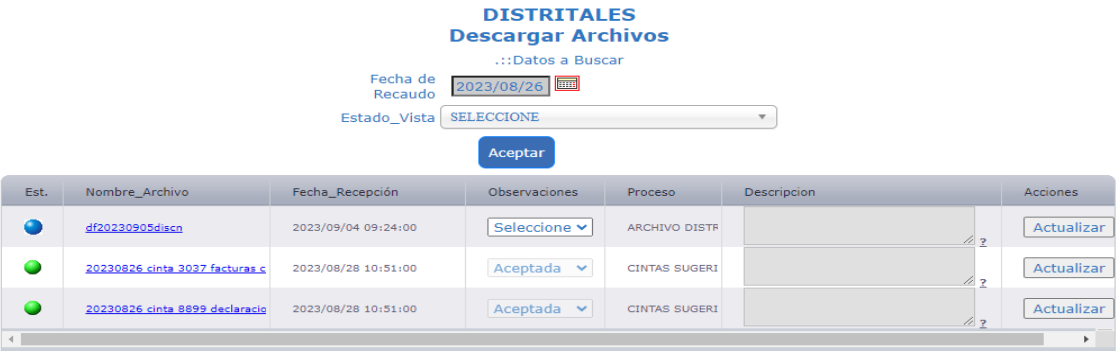 DISTRITALES
Descargar Archivos
.::Datos a Buscar
Fecha de Recaudo 2023/08/26
Estado_Vista SELECCIONE
Aceptar
Est. Nombre_Archivo Fecha_Recepción Observaciones Proceso Descripcion Acciones
df20230905discn 2023/09/04 09:24:00 Seleccione ARCHIVO DISTR ? Actualizar
20230826 cinta 3037 facturas c 2023/08/28 10:51:00 Aceptada CINTAS SUGERI ? Actualizar
20230826 cinta 8899 declaracio 2023/08/28 10:51:00 Aceptada CINTAS SUGERI ? Actualizar